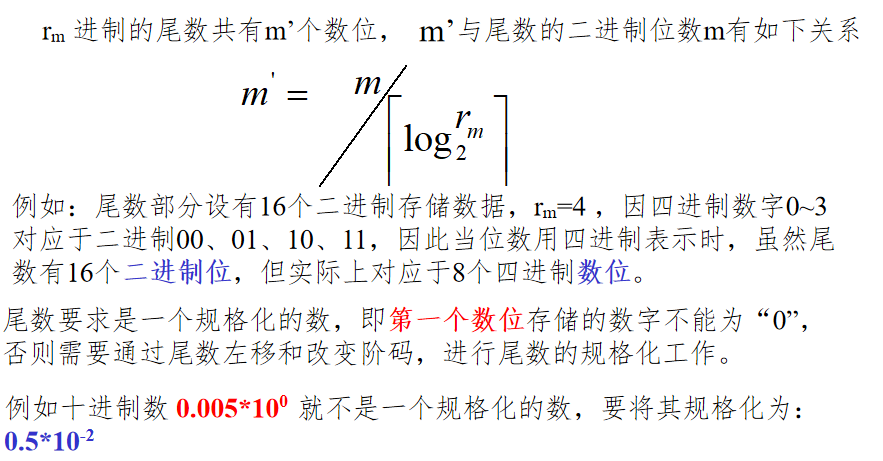 rₘ 进制的尾数共有m’个数位， m’与尾数的二进制位数m有如下关系
m' = m/⌈log₂^{rₘ}⌉
例如：尾数部分设有16个二进制存储数据，rₘ=4 ，因四进制数字0~3
对应于二进制00、01、10、11，因此当位数用四进制表示时，虽然尾
数有16个二进制位，但实际上对应于8个四进制数位。
尾数要求是一个规格化的数，即第一个数位存储的数字不能为“0”，
否则需要通过尾数左移和改变阶码，进行尾数的规格化工作。
例如十进制数 0.005*10⁰ 就不是一个规格化的数，要将其规格化为：
0.5*10⁻²